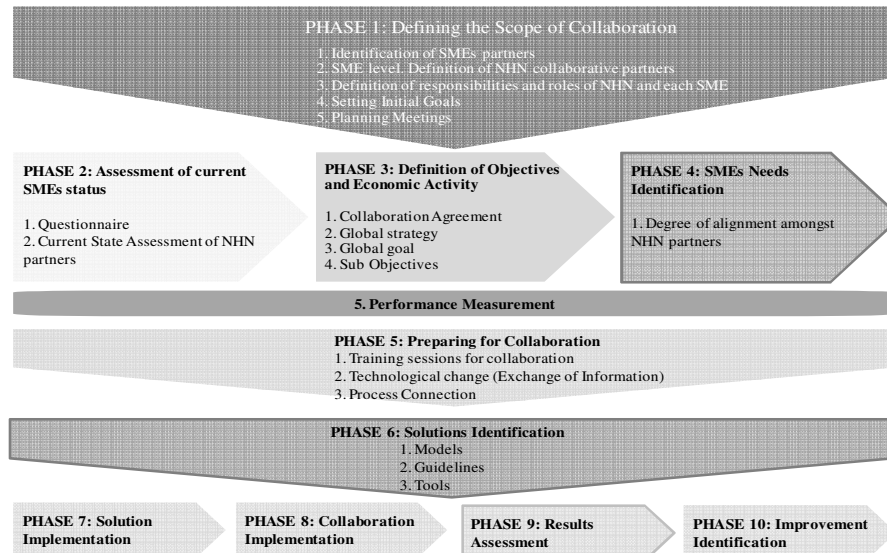 PHASE 1: Defining the Scope of Collaboration
1. Identification of SMEs partners
2. SME level. Definition of NHN collaborative partners
3. Definition of responsibilities and roles of NHN and each SME
4. Setting Initial Goals
5. Planning Meetings
PHASE 2: Assessment of current
SMEs status
1. Questionnaire
2. Current State Assessment of NHN
partners
PHASE 3: Definition of Objectives
and Economic Activity
1. Collaboration Agreement
2. Global strategy
3. Global goal
4. Sub Objectives
PHASE 4: SMEs Needs
Identification
1. Degree of alignment amongst
NHN partners
5. Performance Measurement
PHASE 5: Preparing for Collaboration
1. Training sessions for collaboration
2. Technological change (Exchange of Information)
3. Process Connection
PHASE 6: Solutions Identification
1. Models
2. Guidelines
3. Tools
PHASE 7: Solution
Implementation
PHASE 8: Collaboration
Implementation
PHASE 9: Results
Assessment
PHASE 10: Improvement
Identification